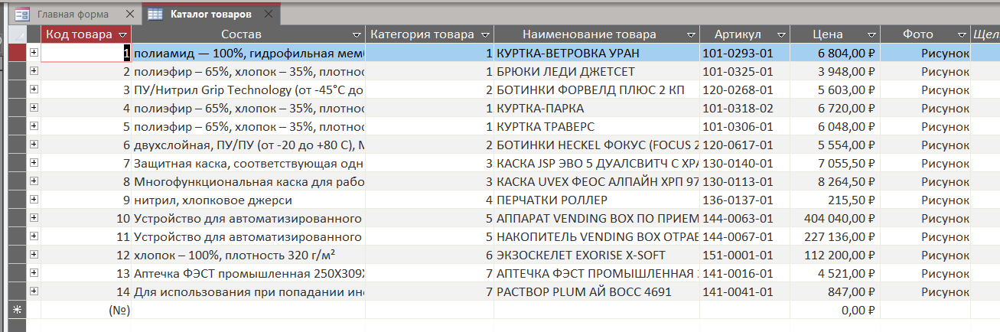 Главная форма Каталог товаров
Код товара Состав Категория товара Наименование товара Артикул Цена Фото Щел
1 полиамид — 100%, гидрофильная мем 1 КУРТКА-ВЕТРОВКА УРАН 101-0293-01 6 804,00 ₽ Рисунок
2 полиэфир – 65%, хлопок – 35%, плотнос 1 БРЮКИ ЛЕДИ ДЖЕТСЕТ 101-0325-01 3 948,00 ₽ Рисунок
3 ПУ/Нитрил Grip Technology (от -45°C до 2 БОТИНКИ ФОРВЕЛД ПЛЮС 2 КП 120-0268-01 5 603,00 ₽ Рисунок
4 полиэфир – 65%, хлопок – 35%, плотнос 1 КУРТКА-ПАРКА 101-0318-02 6 720,00 ₽ Рисунок
5 полиэфир – 65%, хлопок – 35%, плотнос 1 КУРТКА ТРАВЕРС 101-0306-01 6 048,00 ₽ Рисунок
6 двухслойная, ПУ/ПУ (от -20 до +80 С), М 2 БОТИНКИ HECKEL ФОКУС (FOCUS 2 120-0617-01 5 554,00 ₽ Рисунок
7 Защитная каска, соответствующая одн 3 КАСКА JSP ЭВО 5 ДУАЛСВИТЧ С ХРА 130-0140-01 7 055,50 ₽ Рисунок
8 Многофункциональная каска для рабо 3 КАСКА UVEX ФЕОС АЛПАЙН ХРП 97 130-0113-01 8 264,50 ₽ Рисунок
9 нитрил, хлопковое джерси 4 ПЕРЧАТКИ РОЛЛЕР 136-0137-01 215,50 ₽ Рисунок
10 Устройство для автоматизированного 5 АППАРАТ VENDING BOX ПО ПРИЕМ 144-0063-01 404 040,00 ₽ Рисунок
11 Устройство для автоматизированного 5 НАКОПИТЕЛЬ VENDING BOX ОТРАБ 144-0067-01 227 136,00 ₽ Рисунок
12 хлопок – 100%, плотность 320 г/м² 6 ЭКЗОСКЕЛЕТ EXORISE X-SOFT 151-0001-01 112 200,00 ₽ Рисунок
13 Аптечка ФЭСТ промышленная 250Х309Х 7 АПТЕЧКА ФЭСТ ПРОМЫШЛЕННАЯ 141-0016-01 4 521,00 ₽ Рисунок
14 Для использования при попадании ин 7 РАСТВОР PLUM АЙ ВОСС 4691 141-0041-01 847,00 ₽ Рисунок
(№) 0,00 ₽